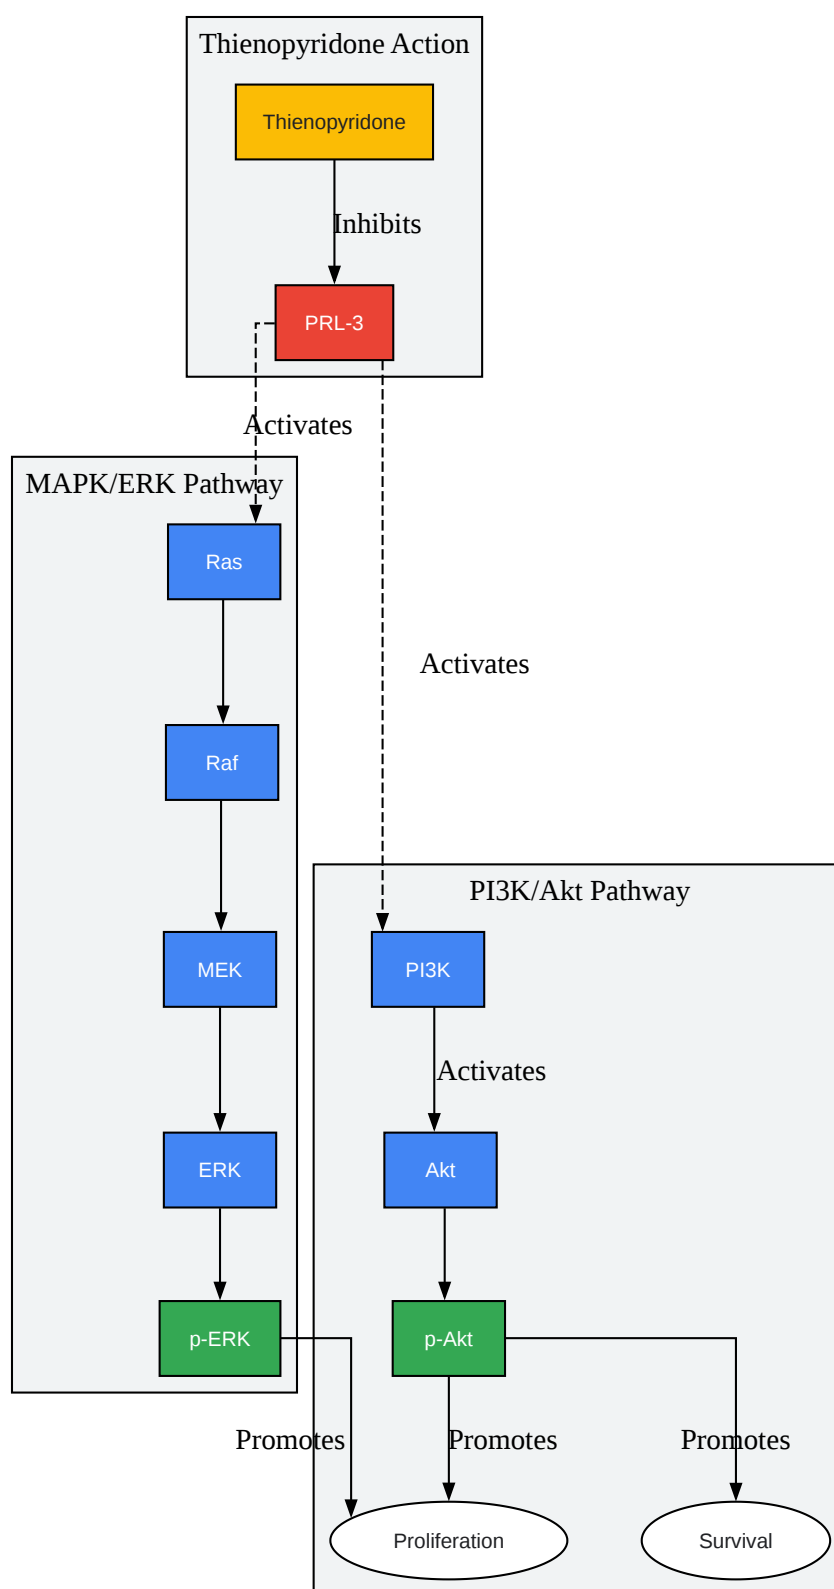 Thienopyridone Action
Thienopyridone
Inhibits
PRL-3
Activates
MAPK/ERK Pathway
Ras
Activates
Raf
PI3K/Akt Pathway
MEK
PI3K
Activates
ERK
Akt
p-ERK
p-Akt
Promotes
Promotes
Promotes
Proliferation
Survival